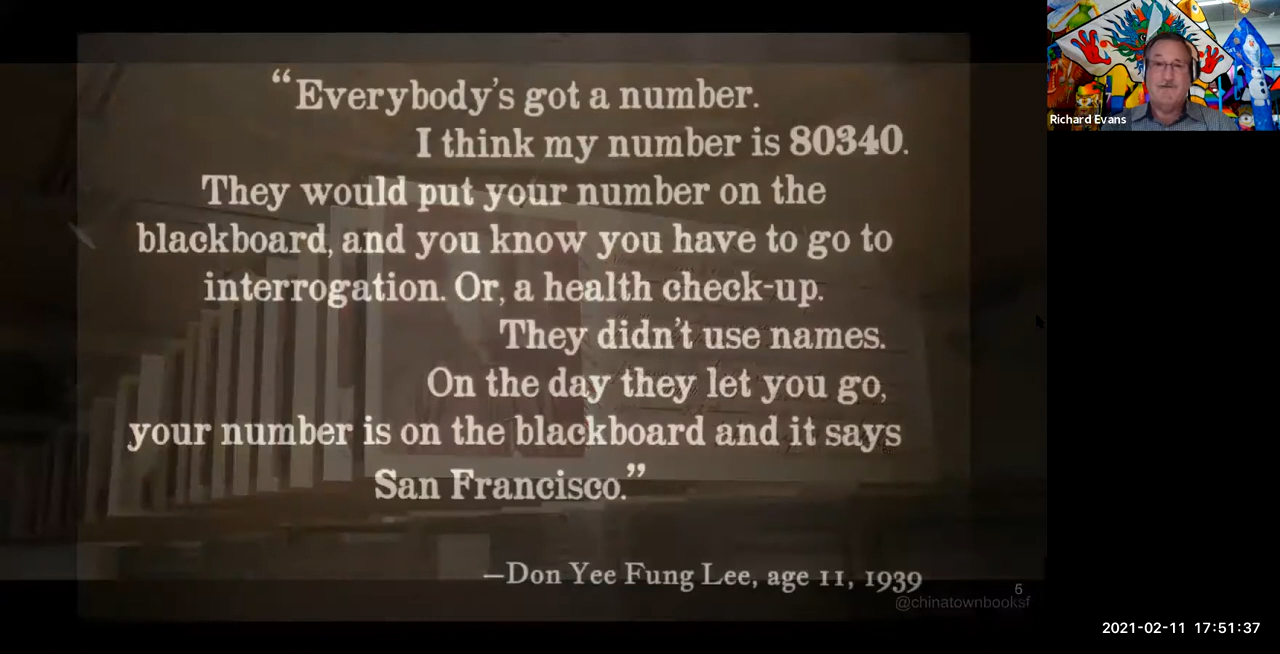 “Everybody’s got a number.
I think my number is 80340.
They would put your number on the
blackboard, and you know you have to go to
interrogation. Or, a health check-up.
They didn’t use names.
On the day they let you go,
your number is on the blackboard and it says
San Francisco.”
—Don Yee Fung Lee, age 11, 1939
6
@chinatownbooksf
Richard Evans
2021-02-11 17:51:37